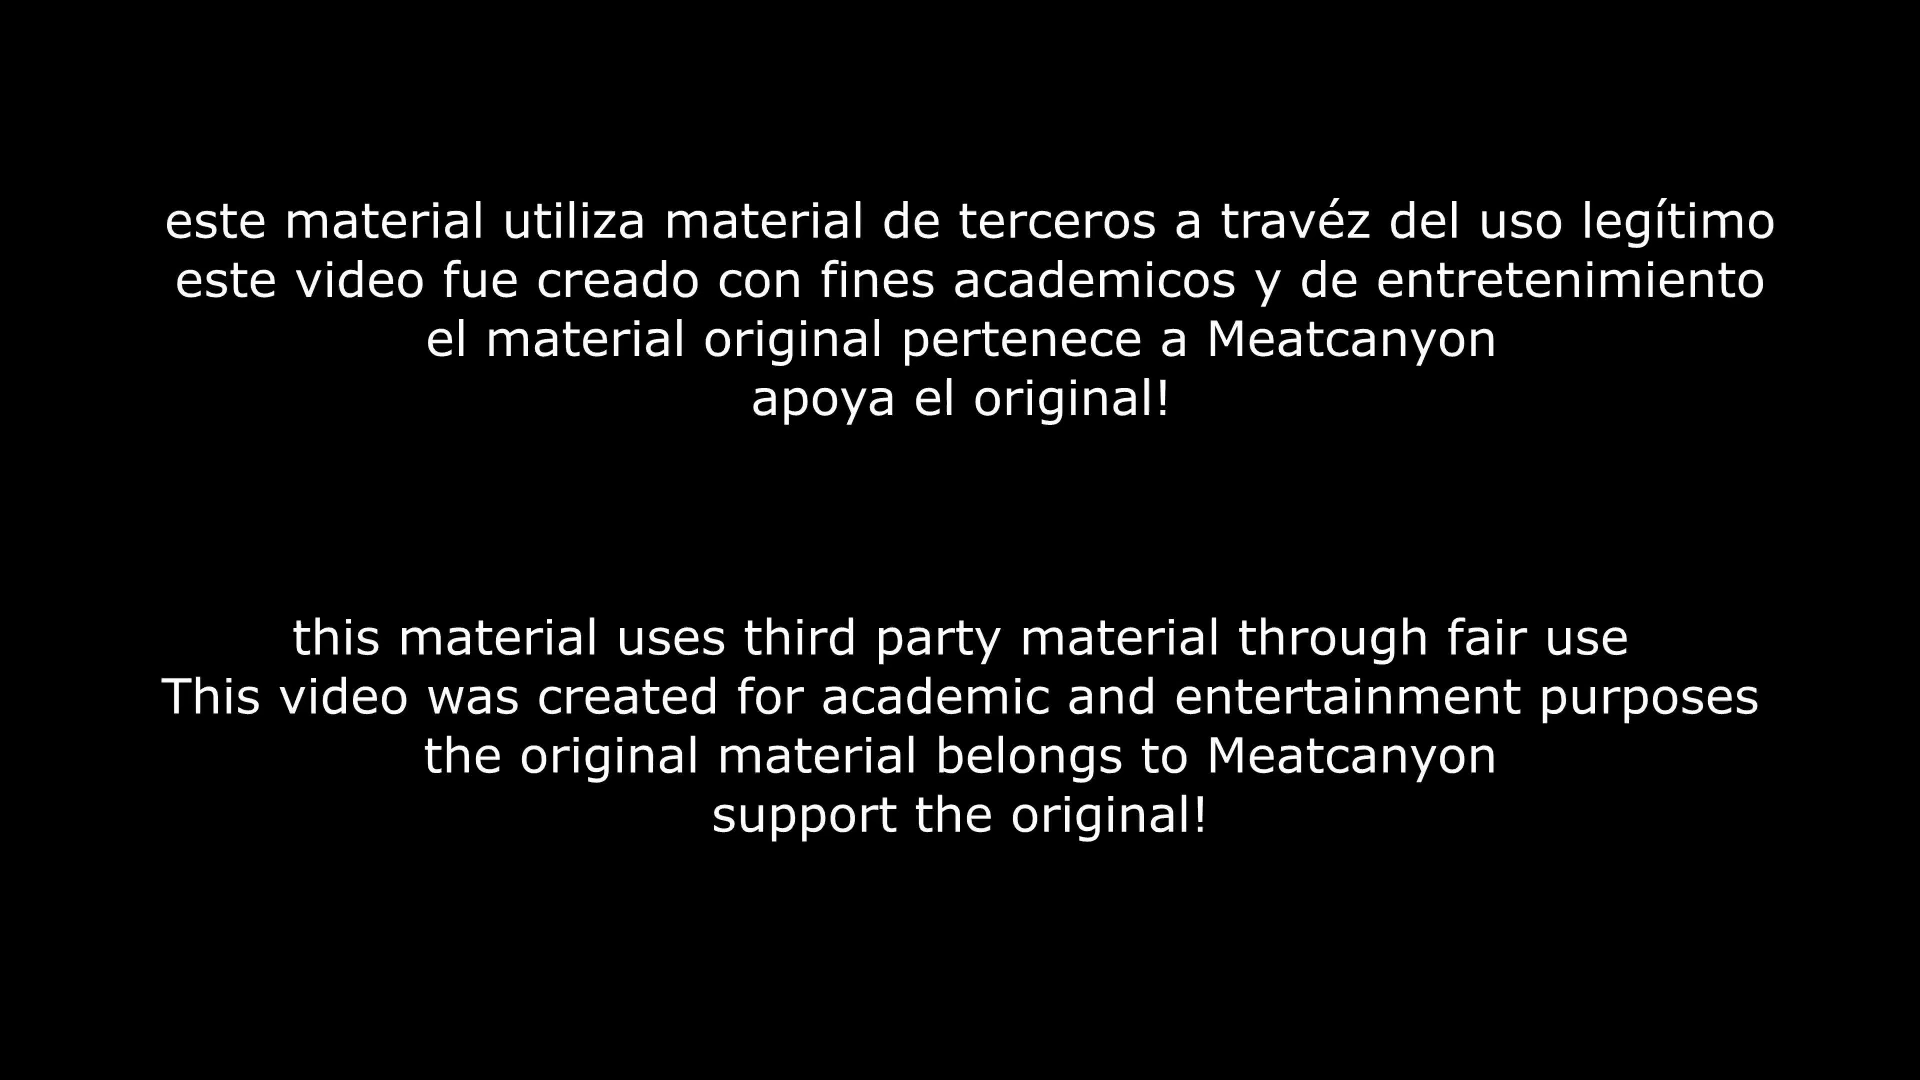 este material utiliza material de terceros a travéz del uso legítimo
este video fue creado con fines academicos y de entretenimiento
el material original pertenece a Meatcanyon
apoya el original!
this material uses third party material through fair use
This video was created for academic and entertainment purposes
the original material belongs to Meatcanyon
support the original!